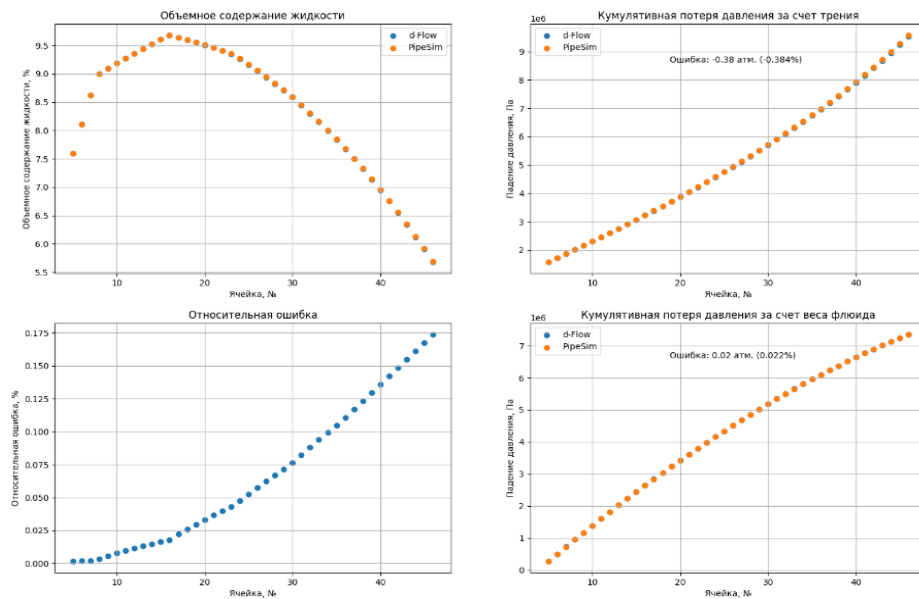 Объемное содержание жидкости
Объемное содержание жидкости, %
9.5
9.0
8.5
8.0
7.5
7.0
6.5
6.0
5.5
d-Flow
PipeSim
10
20
30
40
Ячейка, №
Кумулятивная потеря давления за счет трения
1e6
Падение давления, Па
9
8
7
6
5
4
3
2
d-Flow
PipeSim
Ошибка: -0.38 атм. (-0.384%)
10
20
30
40
Ячейка, №
Относительная ошибка
Относительная ошибка, %
0.175
0.150
0.125
0.100
0.075
0.050
0.025
0.000
10
20
30
40
Ячейка, №
Кумулятивная потеря давления за счет веса флюида
1e6
Падение давления, Па
7
6
5
4
3
2
1
0
d-Flow
PipeSim
Ошибка: 0.02 атм. (0.022%)
10
20
30
40
Ячейка, №